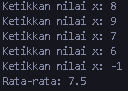 Ketikkan nilai x: 8
Ketikkan nilai x: 9
Ketikkan nilai x: 7
Ketikkan nilai x: 6
Ketikkan nilai x: -1
Rata-rata: 7.5